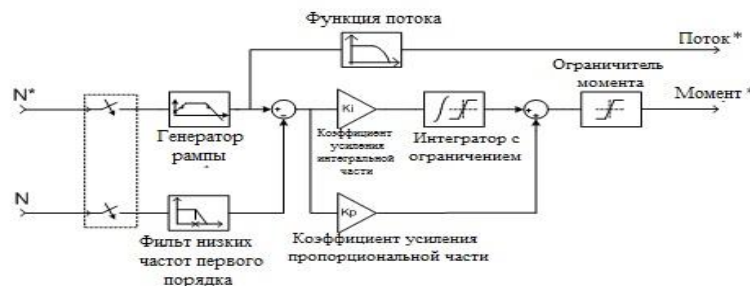 Функция потока
Поток *
Ограничитель
момента
N*
Момент *
Ki
Генератор
рампы
Коэффициент
усиления
интегральной
части
Интегратор с
ограничением
N
Kp
Фильт низких
частот первого
порядка
Коэффициент усиления
пропорциональной части